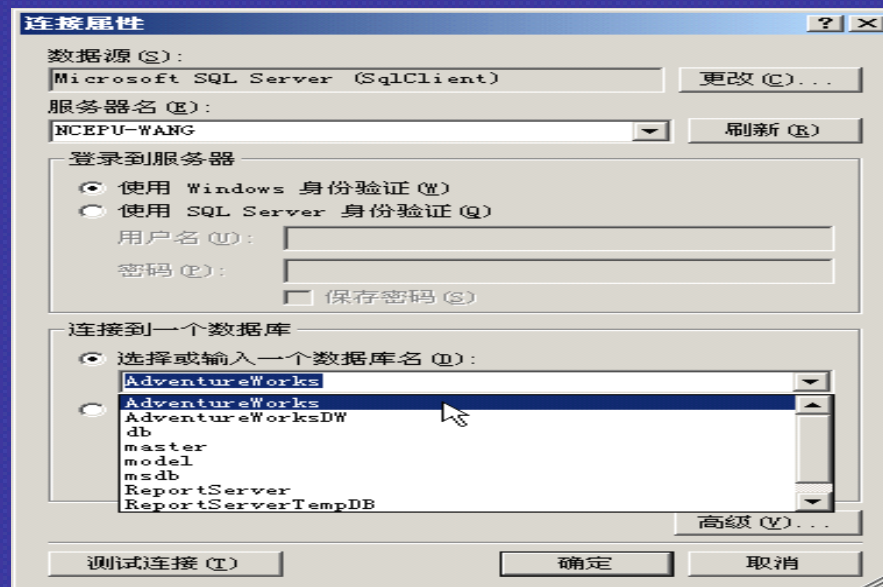 连接属性
数据源(S):
Microsoft SQL Server (SqlClient)
更改(C)...
服务器名(E):
NCEPU-WANG
刷新(R)
登录到服务器
使用 Windows 身份验证(W)
使用 SQL Server 身份验证(Q)
用户名(U):
密码(P):
保存密码(S)
连接到一个数据库
选择或输入一个数据库名(D):
AdventureWorks
AdventureWorks
AdventureWorksDW
db
master
model
msdb
ReportServer
ReportServerTempDB
高级(V)...
测试连接(T)
确定
取消